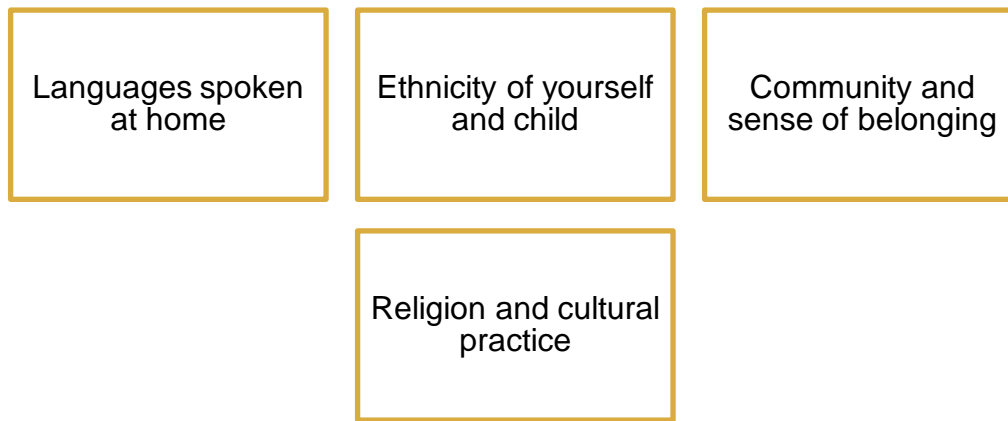 Languages spoken
at home
Ethnicity of yourself
and child
Community and
sense of belonging
Religion and cultural
practice